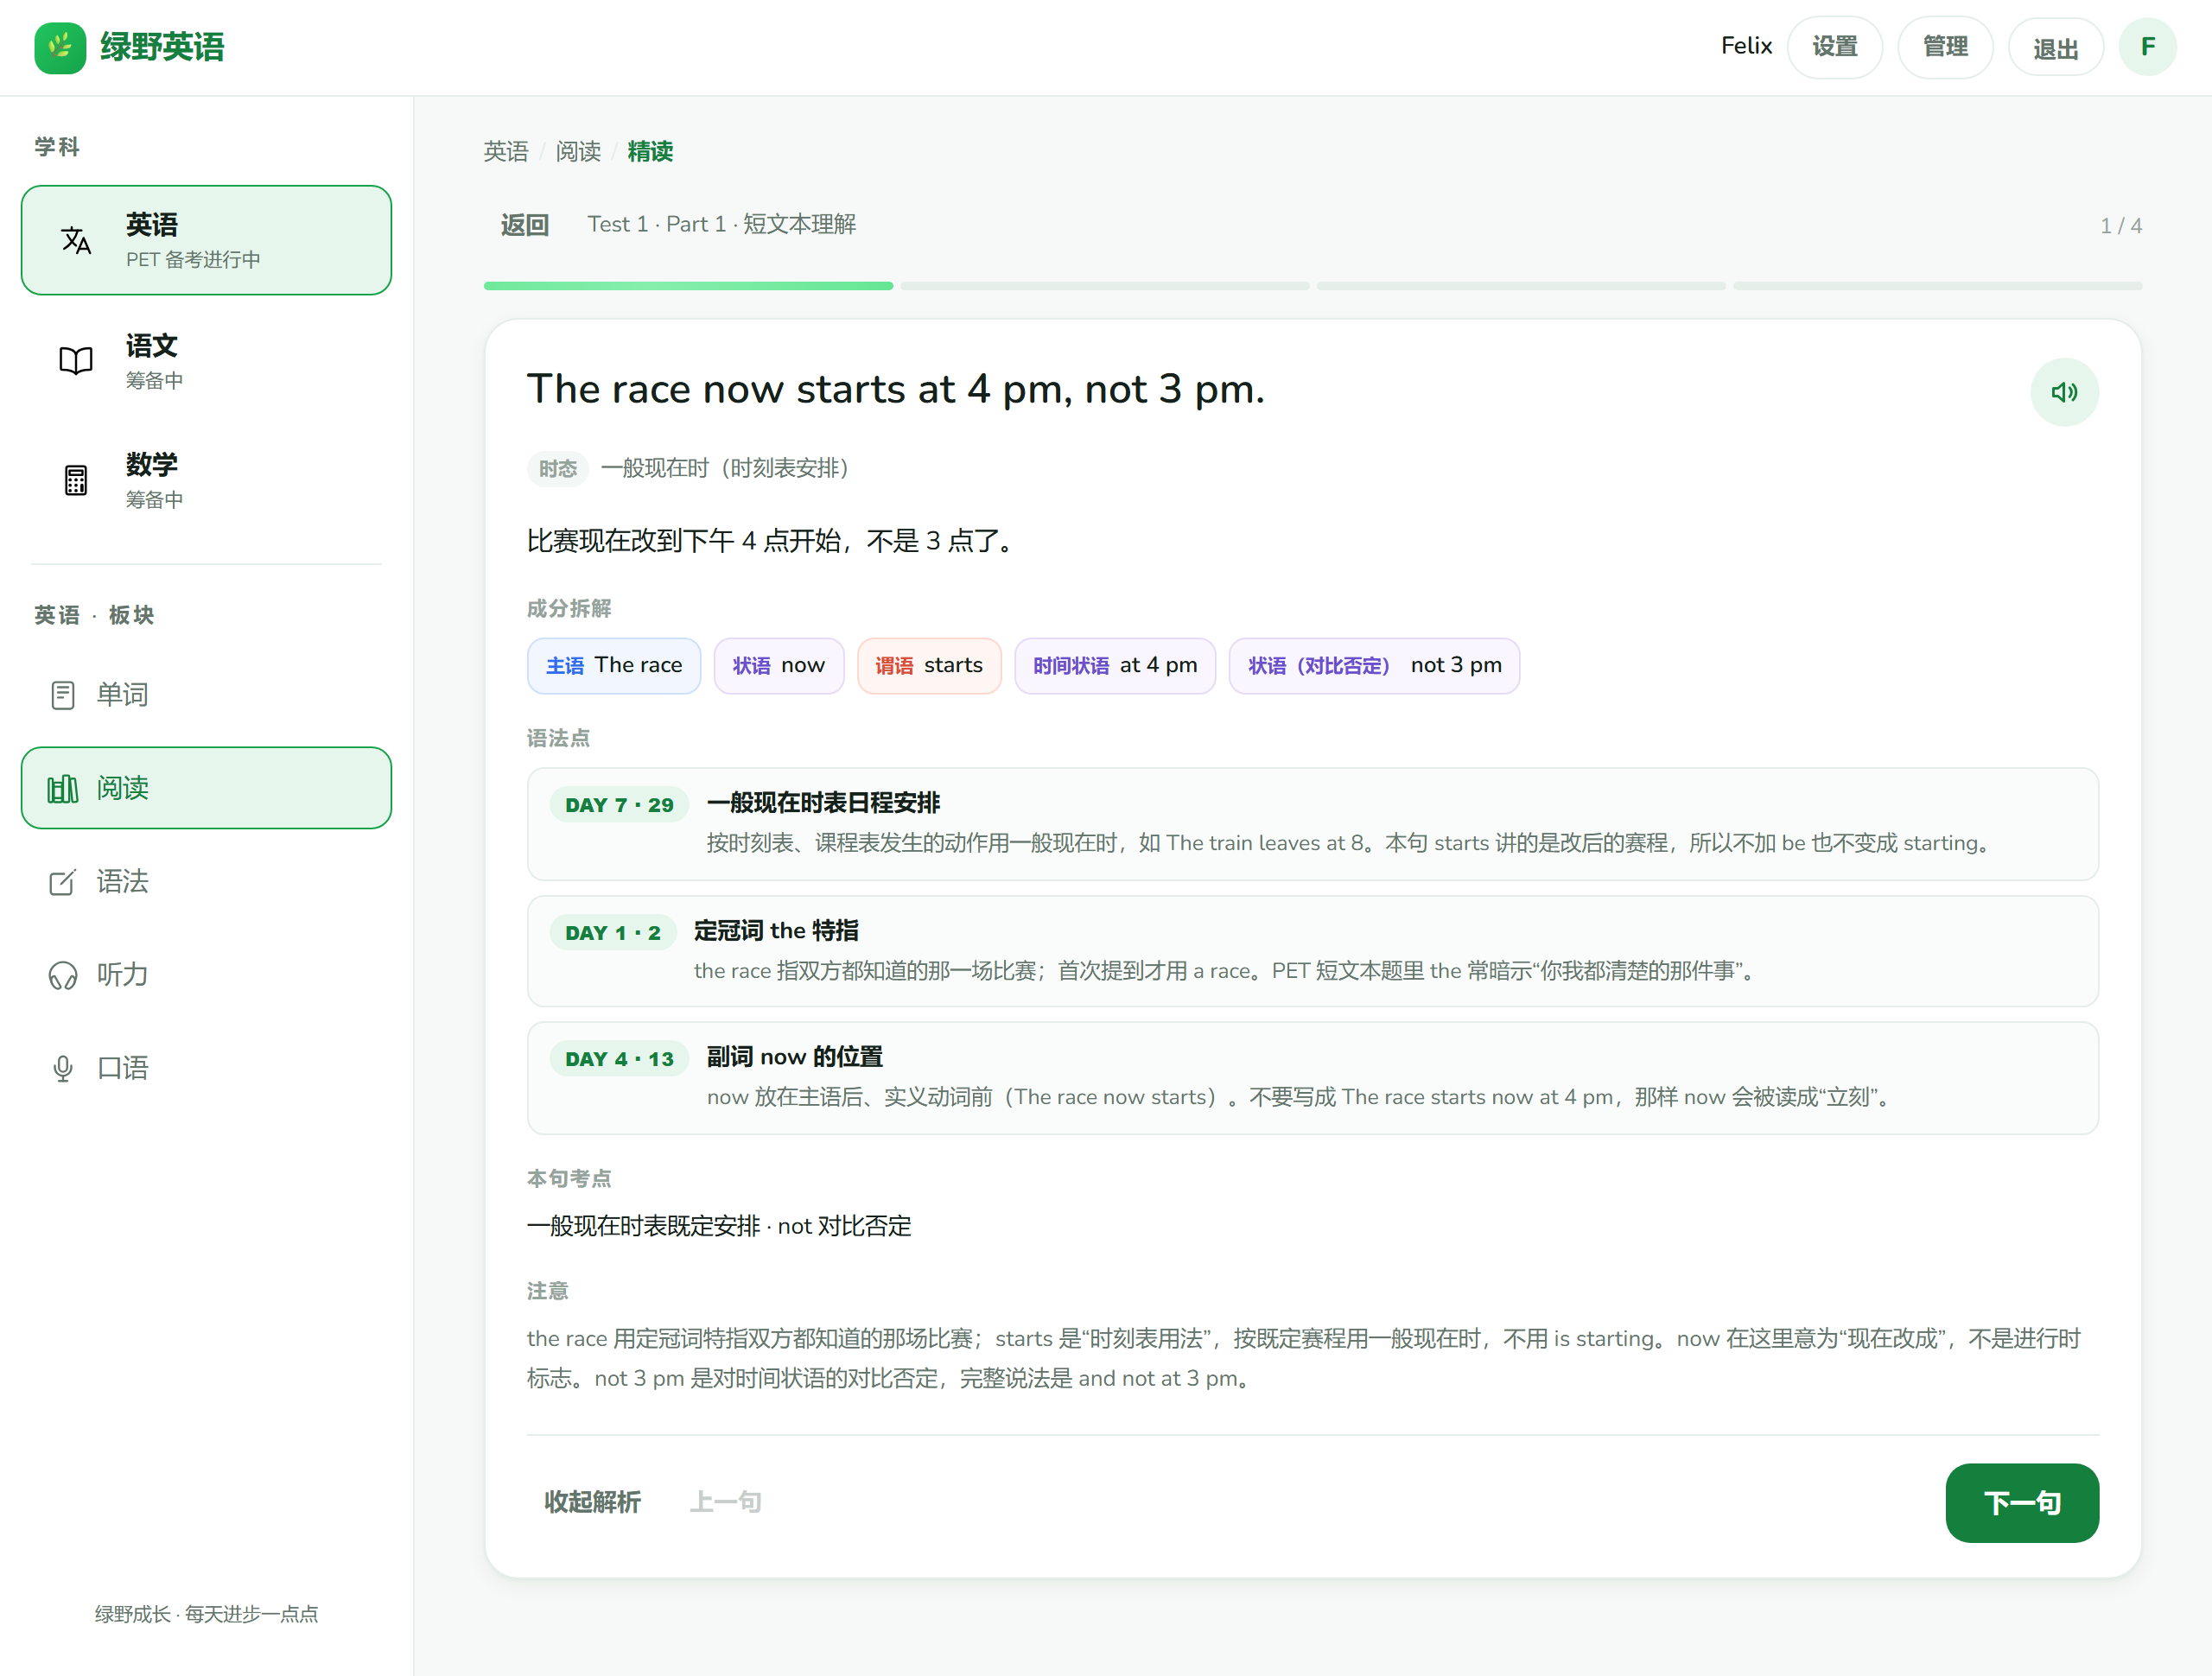 绿野英语
Felix 设置 管理 退出 F
学科
英语
PET 备考进行中
语文
筹备中
数学
筹备中
英语 · 板块
单词
阅读
语法
听力
口语
绿野成长 · 每天进步一点点
英语 / 阅读 / 精读
返回 Test 1 · Part 1 · 短文本理解 1 / 4
The race now starts at 4 pm, not 3 pm.
时态 一般现在时（时刻表安排）
比赛现在改到下午 4 点开始，不是 3 点了。
成分拆解
主语 The race 状语 now 谓语 starts 时间状语 at 4 pm 状语（对比否定） not 3 pm
语法点
DAY 7 · 29 一般现在时表日程安排
按时刻表、课程表发生的动作用一般现在时，如 The train leaves at 8。本句 starts 讲的是改后的赛程，所以不加 be 也不变成 starting。
DAY 1 · 2 定冠词 the 特指
the race 指双方都知道的那一场比赛；首次提到才用 a race。PET 短文本题里 the 常暗示“你我都清楚的那件事”。
DAY 4 · 13 副词 now 的位置
now 放在主语后、实义动词前（The race now starts）。不要写成 The race starts now at 4 pm，那样 now 会被读成“立刻”。
本句考点
一般现在时表既定安排 · not 对比否定
注意
the race 用定冠词特指双方都知道的那场比赛；starts 是“时刻表用法”，按既定赛程用一般现在时，不用 is starting。now 在这里意为“现在改成”，不是进行时
标志。not 3 pm 是对时间状语的对比否定，完整说法是 and not at 3 pm。
收起解析 上一句 下一句